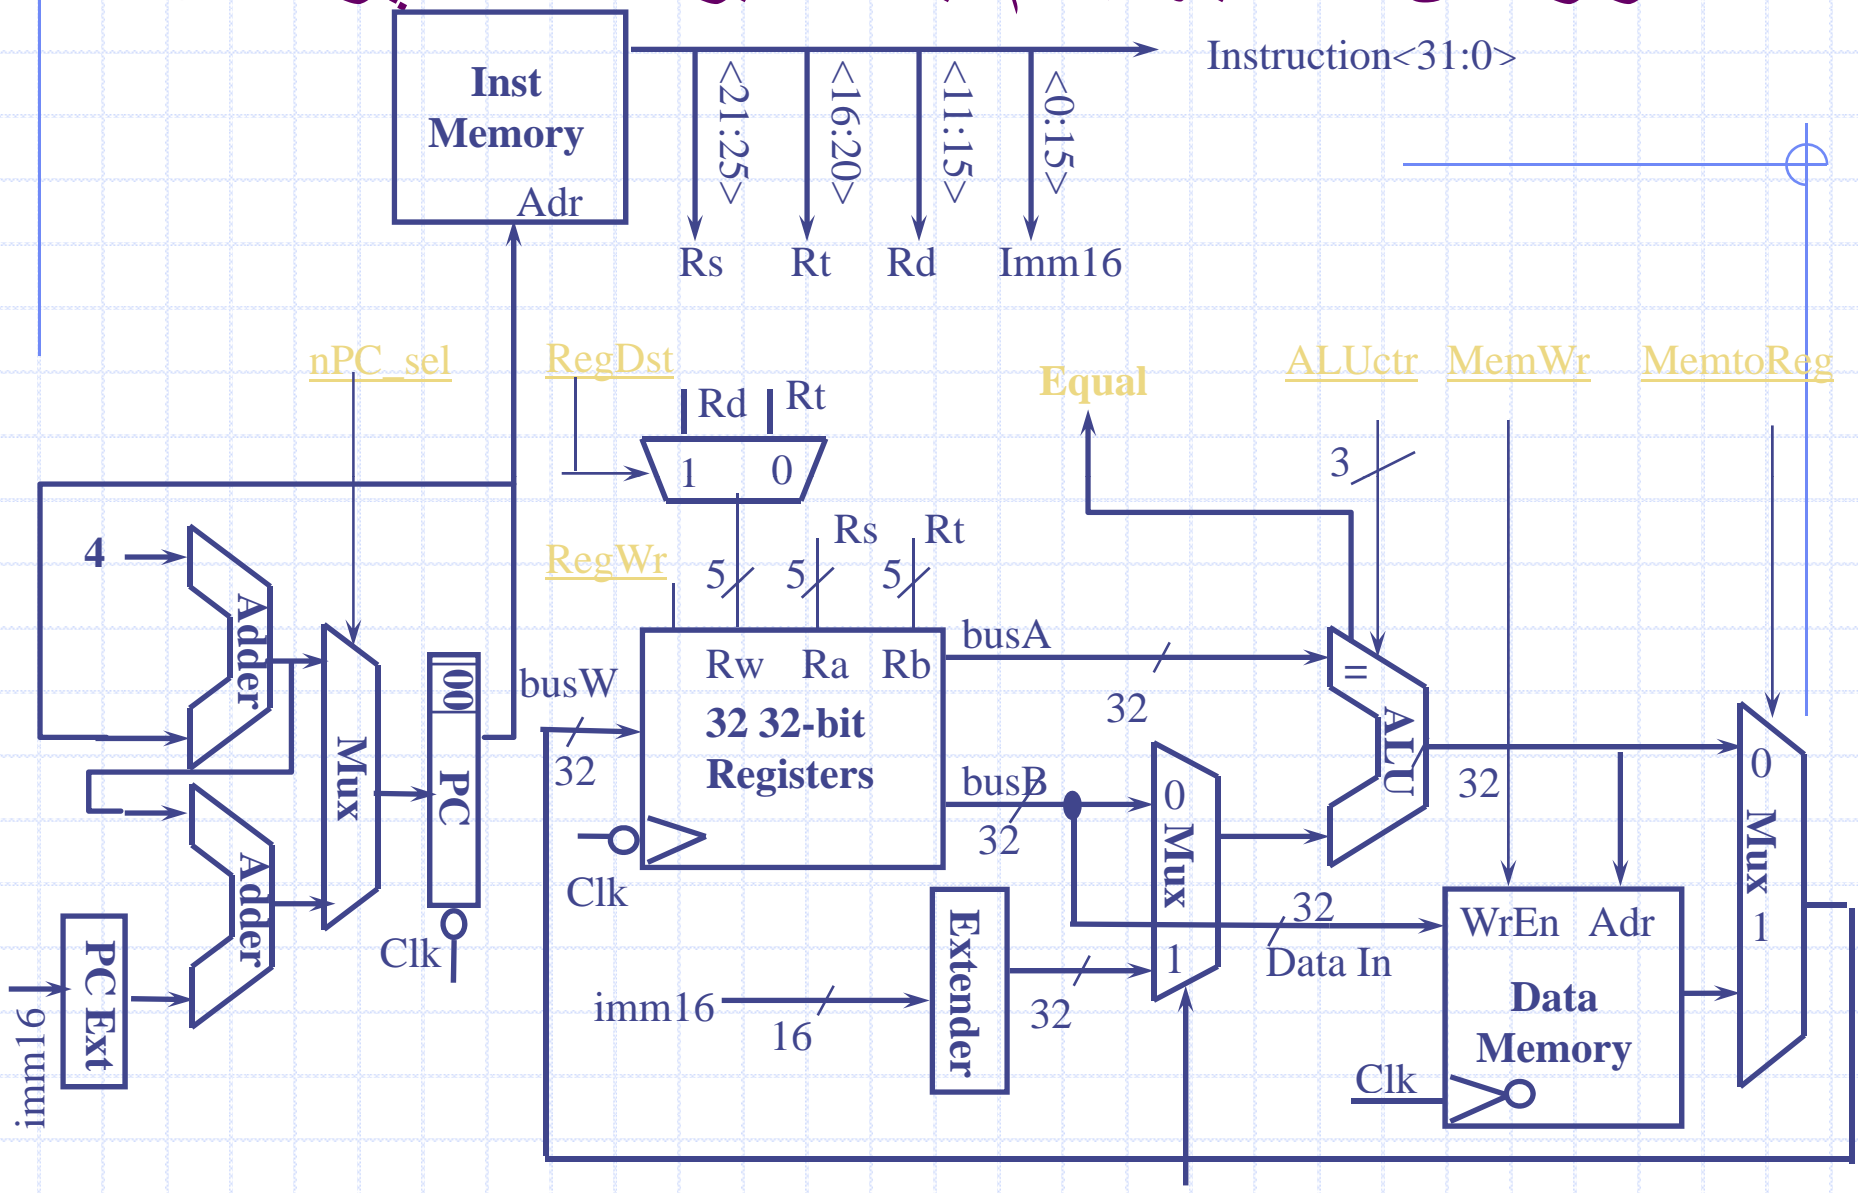 Inst
Memory
Adr
Instruction<31:0>
<21:25>
<16:20>
<11:15>
<0:15>
Rs
Rt
Rd
Imm16
nPC_sel
RegDst
Rd
Rt
1
0
Equal
ALUctr
MemWr
MemtoReg
3
4
Adder
RegWr
5
5
5
Rs
Rt
Mux
00
PC
busW
32
Rw
Ra
Rb
32 32-bit
Registers
Clk
busA
32
busB
32
=
ALU
32
0
Mux
1
0
Mux
1
Adder
PC Ext
imm16
Clk
imm16
16
Extender
32
32
Data In
WrEn
Adr
Data
Memory
Clk